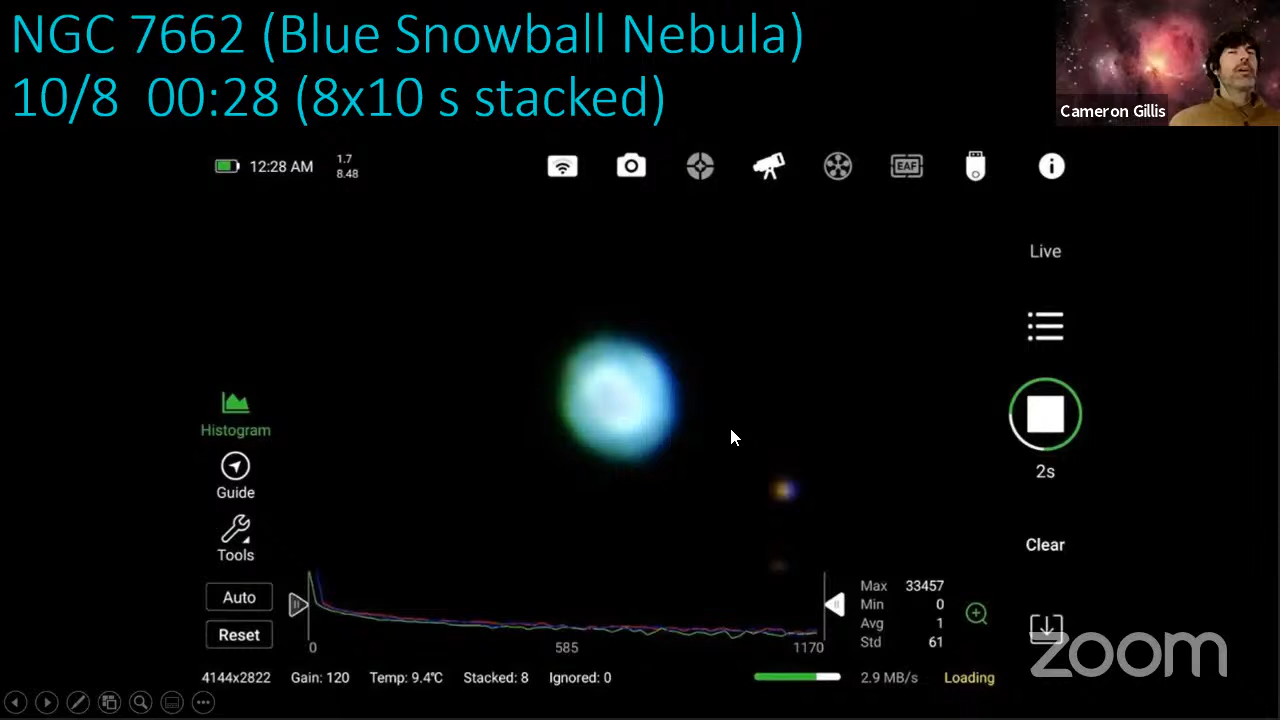 NGC 7662 (Blue Snowball Nebula)
10/8 00:28 (8x10 s stacked)
Cameron Gillis
12:28 AM
1.7
8.48
EAF
Live
Histogram
Guide
2s
Tools
Clear
Auto
Reset
0 585 1170
Max 33457
Min 0
Avg 1
Std 61
4144x2822 Gain: 120 Temp: 9.4℃ Stacked: 8 Ignored: 0 2.9 MB/s Loading
zoom